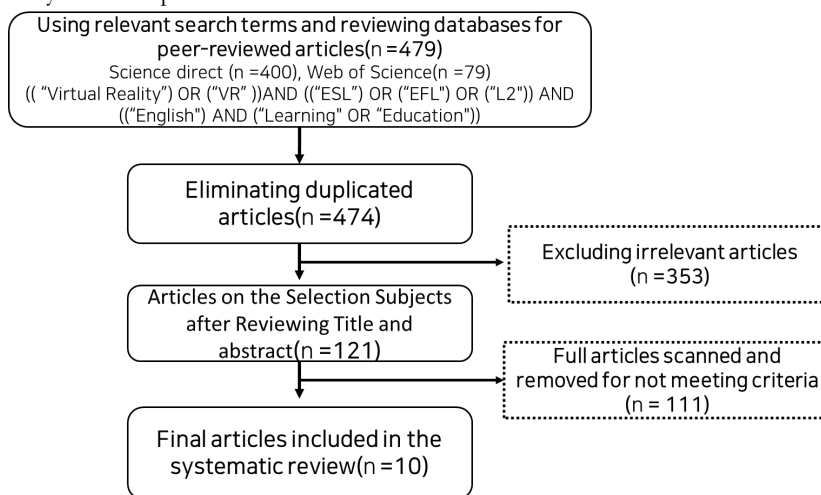 Using relevant search terms and reviewing databases for
peer-reviewed articles(n =479)
Science direct (n =400), Web of Science(n =79)
(( “Virtual Reality”) OR (“VR” ))AND ((“ESL”) OR (“EFL”) OR (“L2")) AND
((“English") AND (“Learning" OR “Education"))
Eliminating duplicated
articles(n =474)
Excluding irrelevant articles
(n =353)
Articles on the Selection Subjects
after Reviewing Title and
abstract(n =121)
Full articles scanned and
removed for not meeting criteria
(n = 111)
Final articles included in the
systematic review(n =10)